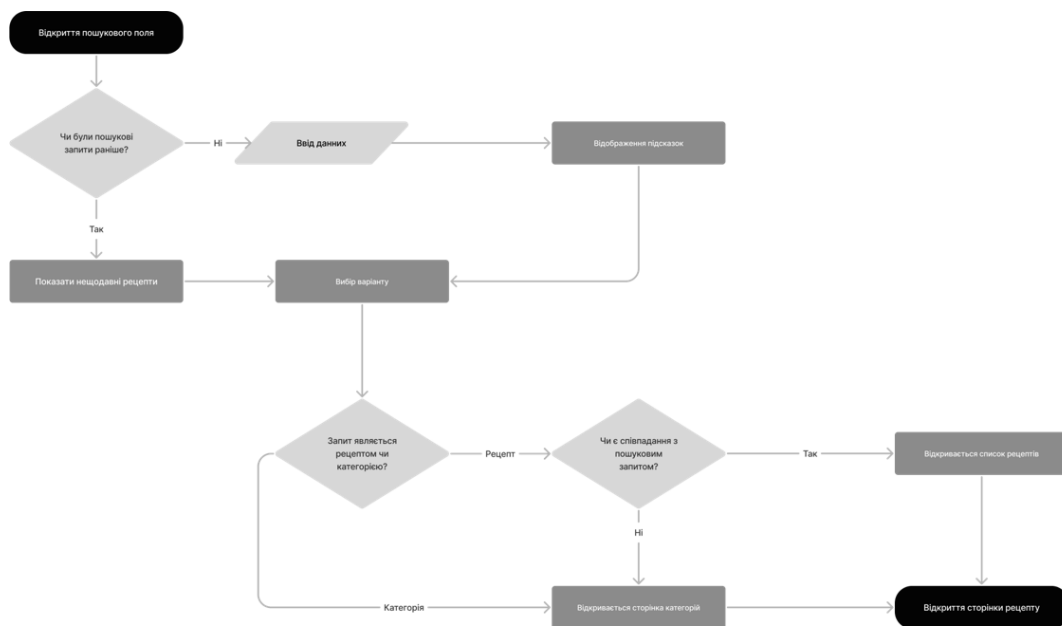 Відкриття пошукового поля
Чи були пошукові
запити раніше?
Ні
Ввід данних
Відображення підсказок
Так
Показати нещодавні рецепти
Вибір варіанту
Запит являється
рецептом чи
категорією?
Рецепт
Чи є співпадання з
пошуковим
запитом?
Так
Відкривається список рецептів
Ні
Категорія
Відкривається сторінка категорій
Відкриття сторінки рецепту